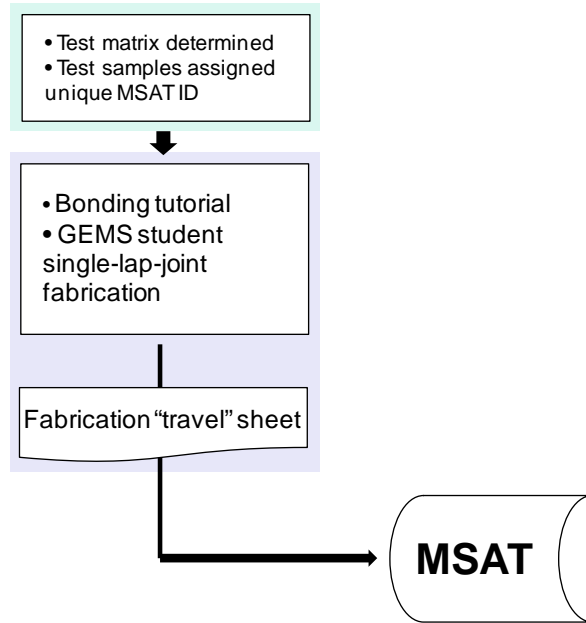 • Test matrix determined
• Test samples assigned
unique MSAT ID
• Bonding tutorial
• GEMS student
single-lap-joint
fabrication
Fabrication “travel” sheet
MSAT